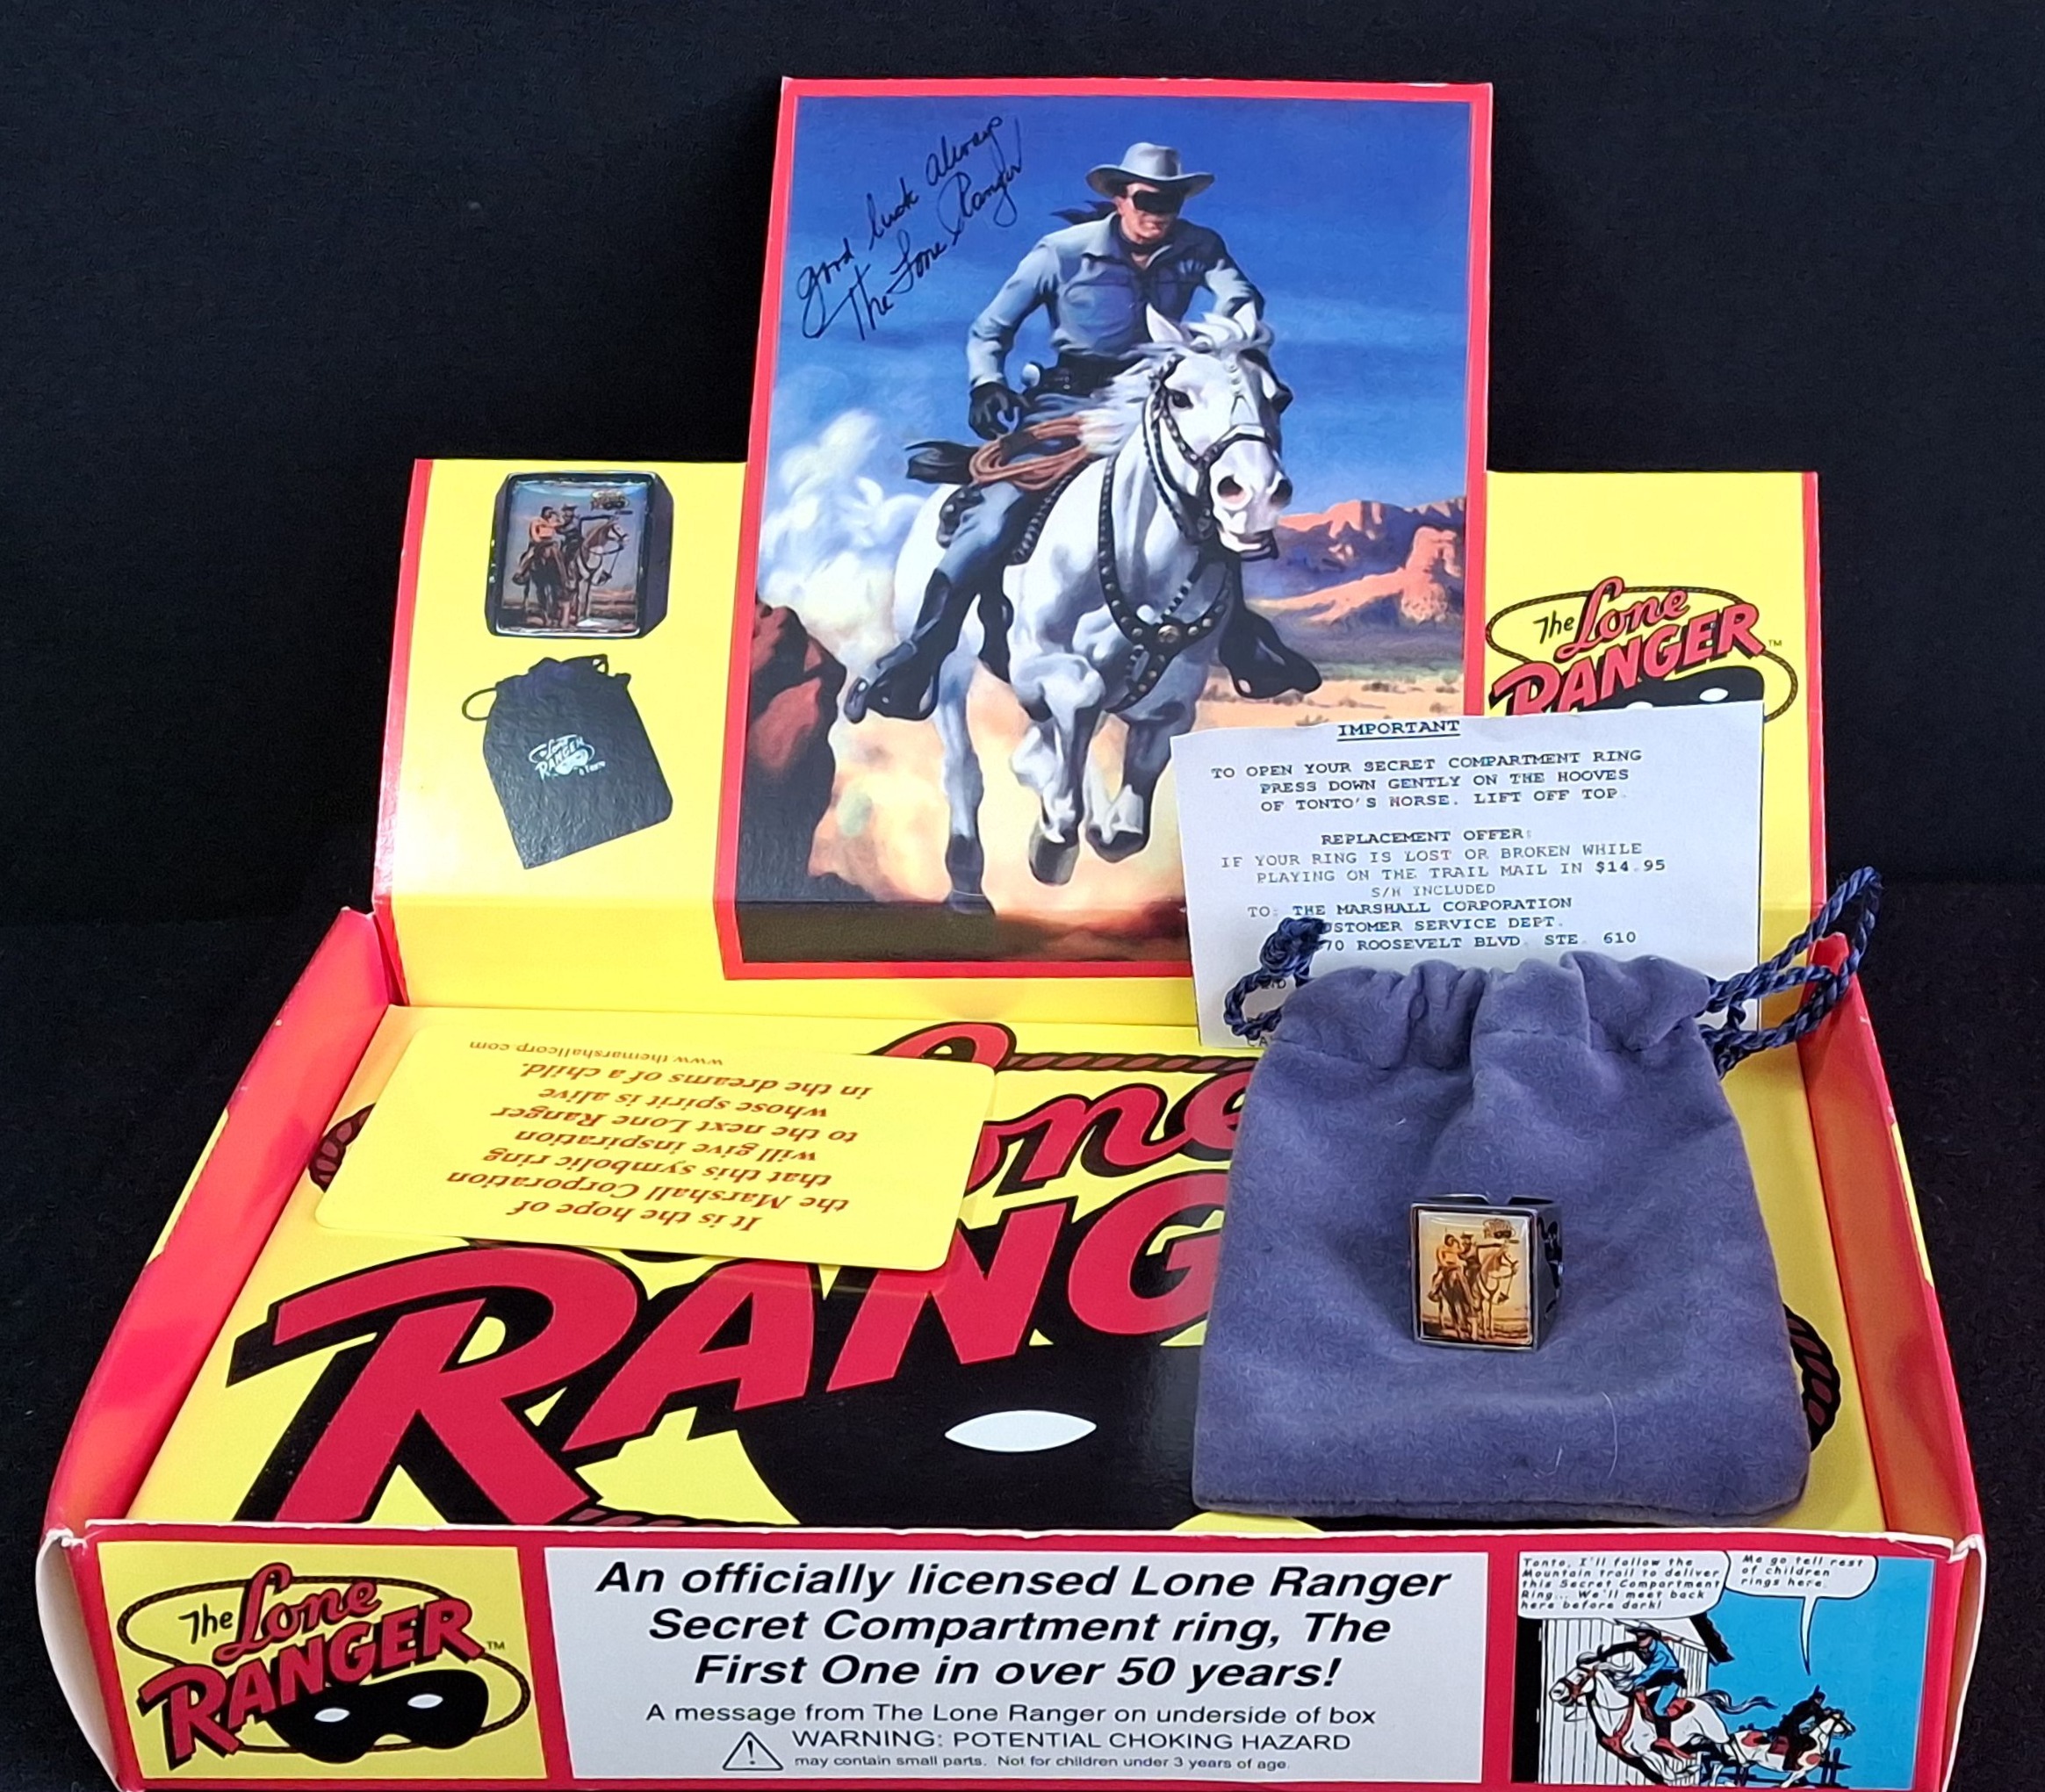 good luck always
The Lone Ranger
The Lone
RANGER™
Lone
RANGER
IMPORTANT
TO OPEN YOUR SECRET COMPARTMENT RING
PRESS DOWN GENTLY ON THE HOOVES
OF TONTO'S HORSE. LIFT OFF TOP.
REPLACEMENT OFFER:
IF YOUR RING IS LOST OR BROKEN WHILE
PLAYING ON THE TRAIL MAIL IN $14.95
S/H INCLUDED
TO: THE MARSHALL CORPORATION
USTOMER SERVICE DEPT.
70 ROOSEVELT BLVD. STE. 610
It is the hope of
the Marshall Corporation
that this symbolic ring
will give inspiration
to the next Lone Ranger
whose spirit is alive
in the dreams of a child.
www.themarshallcorp.com
one
RANG
The Lone
RANGER™
An officially licensed Lone Ranger
Secret Compartment ring, The
First One in over 50 years!
A message from The Lone Ranger on underside of box
WARNING: POTENTIAL CHOKING HAZARD
may contain small parts. Not for children under 3 years of age.
Tonto, I'll follow the
Mountain trail to deliver
this Secret Compartment
Ring... We'll meet back
here before dark!
Me go tell rest
of children
rings here.